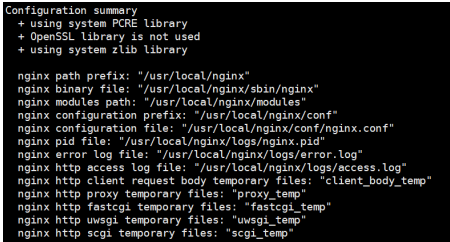 Configuration summary
+ using system PCRE library
+ OpenSSL library is not used
+ using system zlib library
nginx path prefix: "/usr/local/nginx"
nginx binary file: "/usr/local/nginx/sbin/nginx"
nginx modules path: "/usr/local/nginx/modules"
nginx configuration prefix: "/usr/local/nginx/conf"
nginx configuration file: "/usr/local/nginx/conf/nginx.conf"
nginx pid file: "/usr/local/nginx/logs/nginx.pid"
nginx error log file: "/usr/local/nginx/logs/error.log"
nginx http access log file: "/usr/local/nginx/logs/access.log"
nginx http client request body temporary files: "client_body_temp"
nginx http proxy temporary files: "proxy_temp"
nginx http fastcgi temporary files: "fastcgi_temp"
nginx http uwsgi temporary files: "uwsgi_temp"
nginx http scgi temporary files: "scgi_temp"